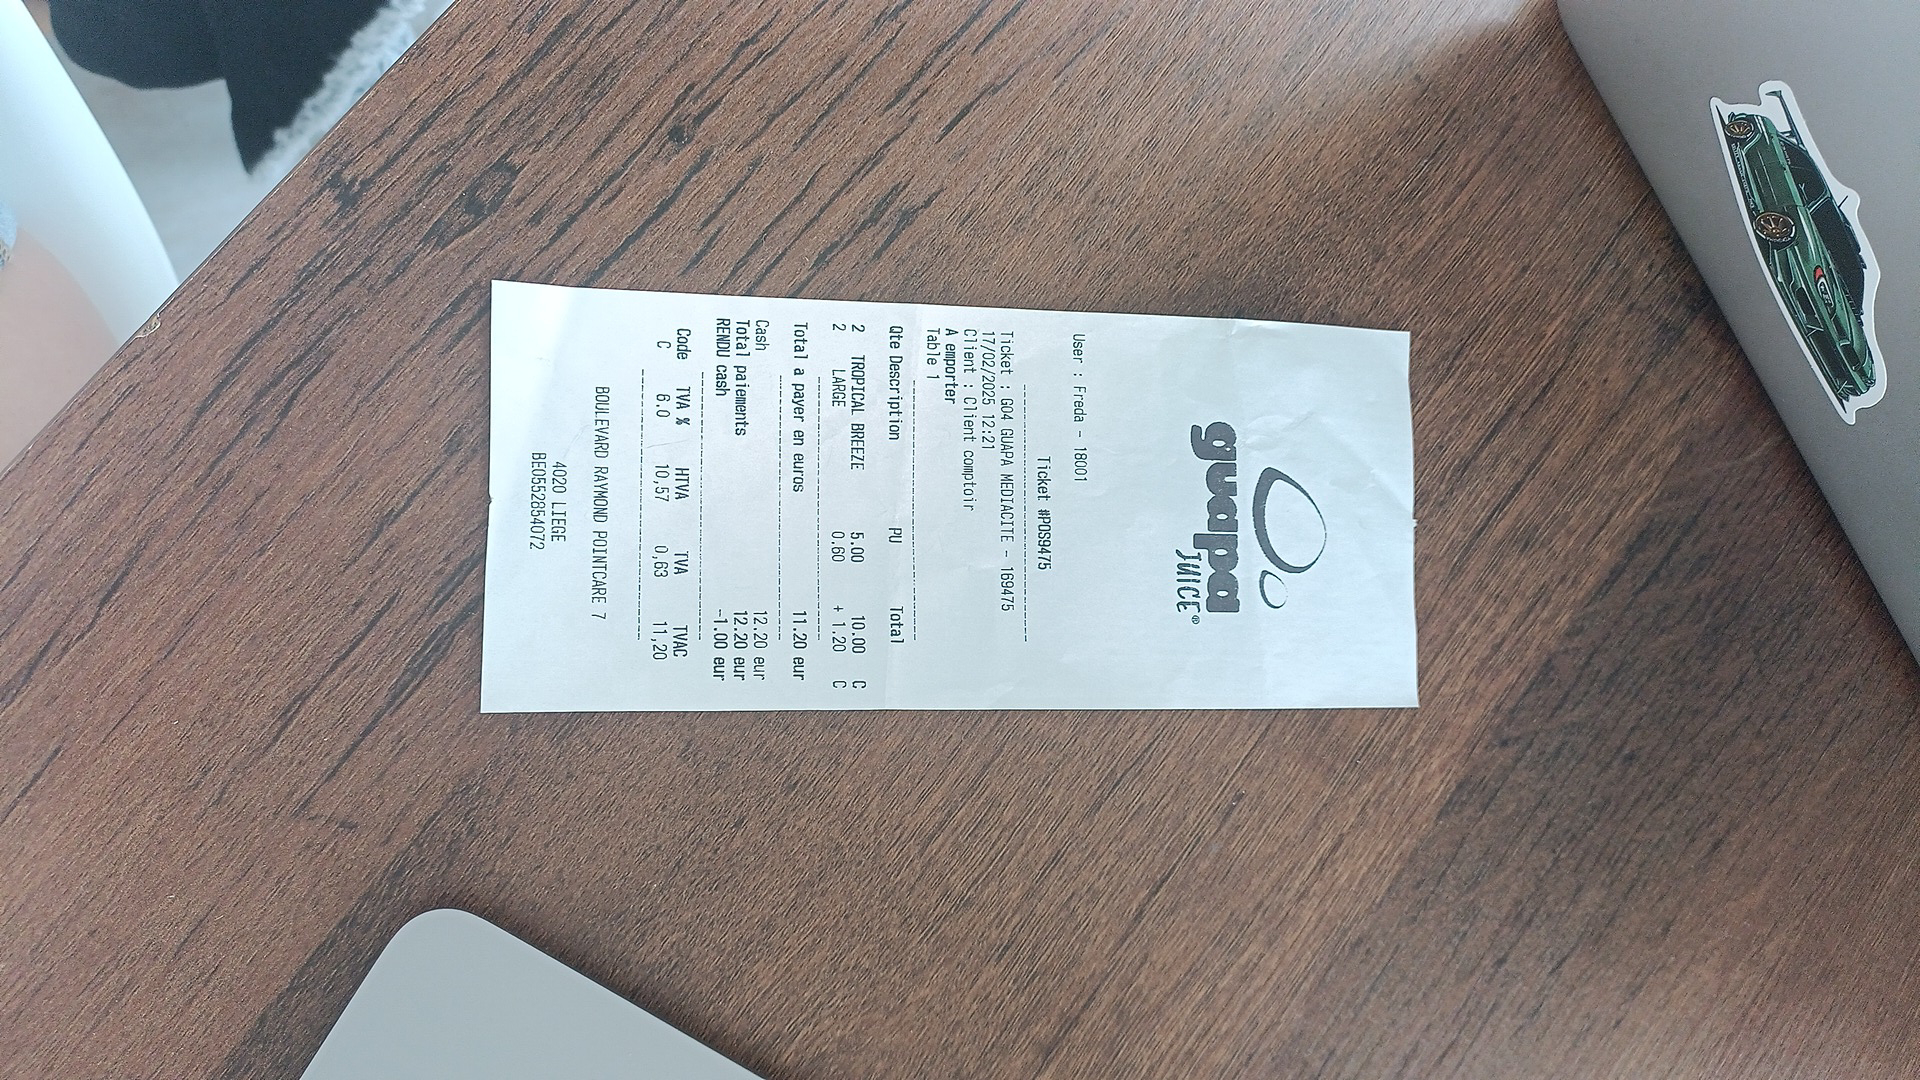 guapa
JUICE®
User : Freda - 18001
Ticket #POS9475
Ticket : G04 GUAPA MEDIACITE - 169475
17/02/2025 12:21
Client : Client comptoir
A emporter
Table 1
Qte Description PU Total
2 TROPICAL BREEZE 5.00 10.00 C
2 LARGE 0.60 + 1.20 C
Total a payer en euros 11.20 eur
Cash 12.20 eur
Total paiements 12.20 eur
RENDU cash -1.00 eur
Code TVA % HTVA TVA TVAC
C 6.0 10,57 0,63 11,20
BOULEVARD RAYMOND POINTCARE 7
4020 LIEGE
BE0552854072